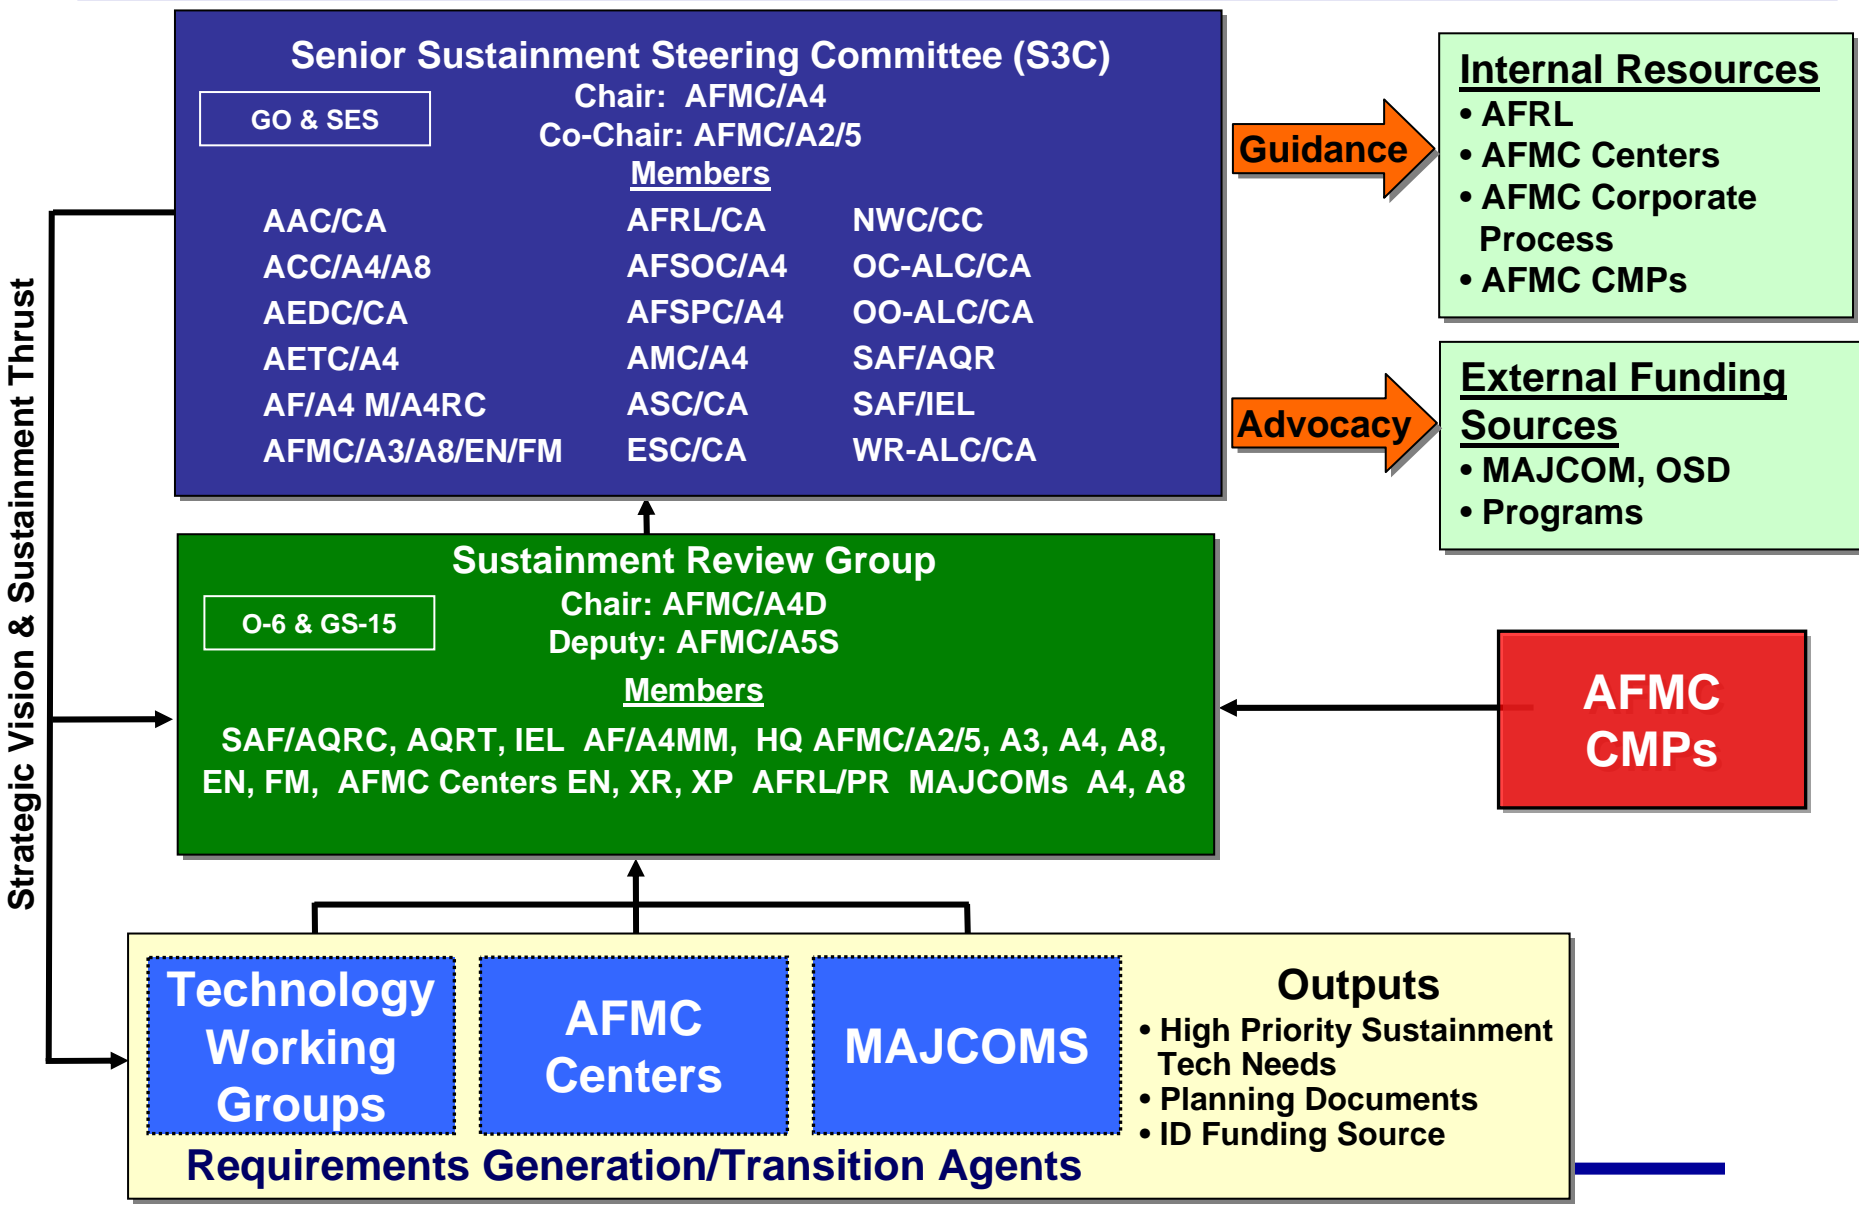 Senior Sustainment Steering Committee (S3C)
GO & SES
Chair:  AFMC/A4
Co-Chair: AFMC/A2/5
Members
AAC/CA
ACC/A4/A8
AEDC/CA
AETC/A4
AF/A4 M/A4RC
AFMC/A3/A8/EN/FM
AFRL/CA
AFSOC/A4
AFSPC/A4
AMC/A4
ASC/CA
ESC/CA
NWC/CC
OC-ALC/CA
OO-ALC/CA
SAF/AQR
SAF/IEL
WR-ALC/CA
Guidance
Internal Resources
• AFRL
• AFMC Centers
• AFMC Corporate
Process
• AFMC CMPs
Advocacy
External Funding
Sources
• MAJCOM, OSD
• Programs
Strategic Vision & Sustainment Thrust
Sustainment Review Group
O-6 & GS-15
Chair: AFMC/A4D
Deputy: AFMC/A5S
Members
SAF/AQRC, AQRT, IEL  AF/A4MM,  HQ AFMC/A2/5, A3, A4, A8,
EN, FM,  AFMC Centers EN, XR, XP  AFRL/PR  MAJCOMs  A4, A8
AFMC
CMPs
Technology
Working
Groups
AFMC
Centers
MAJCOMS
Outputs
• High Priority Sustainment
Tech Needs
• Planning Documents
• ID Funding Source
Requirements Generation/Transition Agents